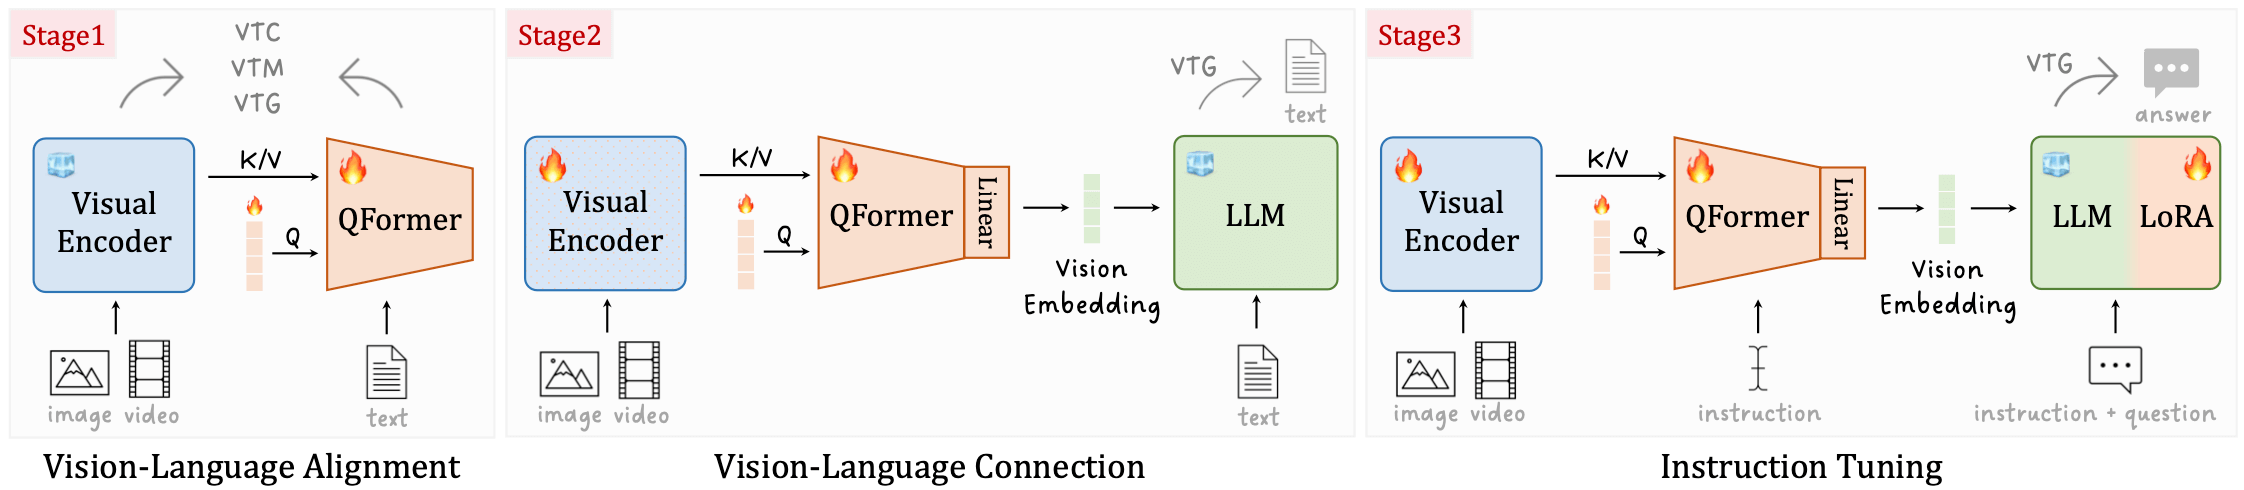 Stage1
VTC
VTM
VTG
Visual
Encoder
K/V
Q
QFormer
image
video
text
Vision-Language Alignment
Stage2
VTG
text
Visual
Encoder
K/V
Q
QFormer
Linear
Vision
Embedding
LLM
image
video
text
Vision-Language Connection
Stage3
VTG
answer
Visual
Encoder
K/V
Q
QFormer
Linear
Vision
Embedding
LLM
LoRA
image
video
instruction
instruction + question
Instruction Tuning